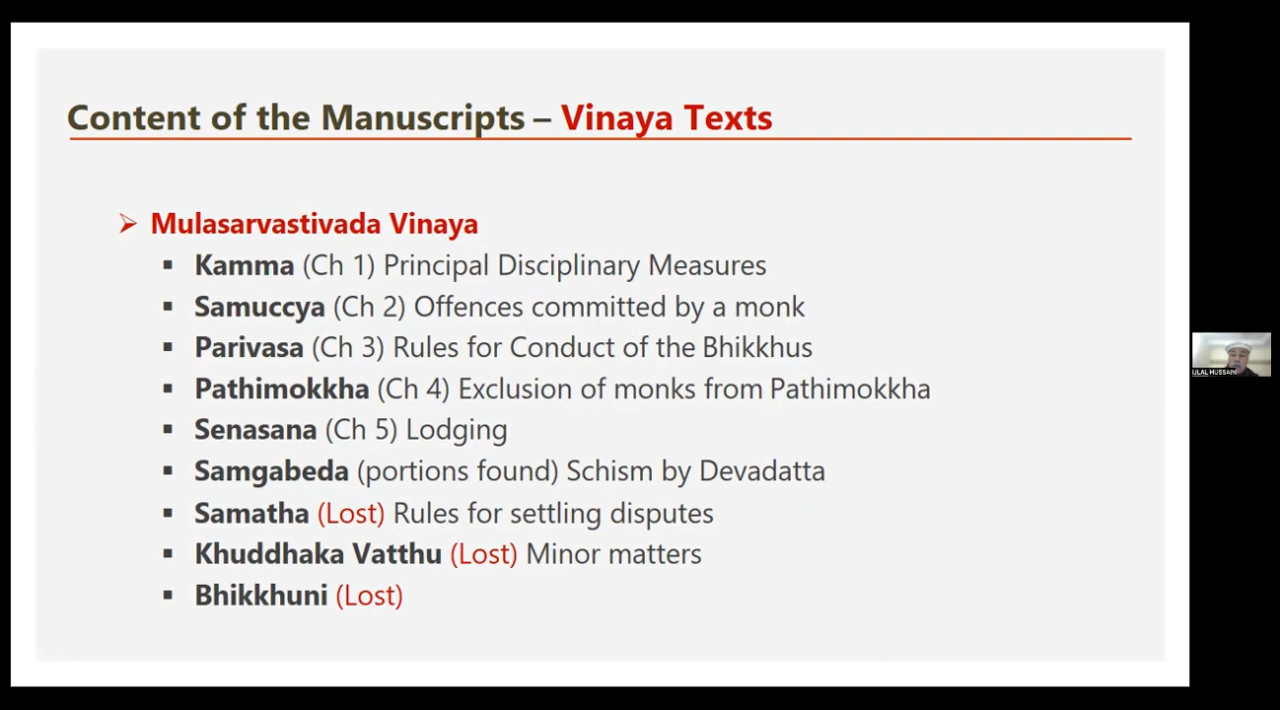 Content of the Manuscripts – Vinaya Texts
➢ Mulasarvastivada Vinaya
▪ Kamma (Ch 1) Principal Disciplinary Measures
▪ Samuccya (Ch 2) Offences committed by a monk
▪ Parivasa (Ch 3) Rules for Conduct of the Bhikkhus
▪ Pathimokkha (Ch 4) Exclusion of monks from Pathimokkha
▪ Senasana (Ch 5) Lodging
▪ Samgabeda (portions found) Schism by Devadatta
▪ Samatha (Lost) Rules for settling disputes
▪ Khuddhaka Vatthu (Lost) Minor matters
▪ Bhikkhuni (Lost)
HUSSAIN